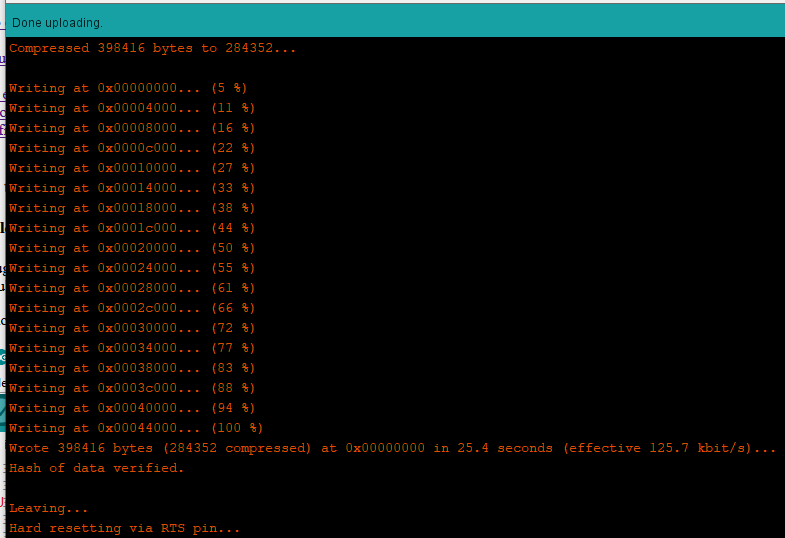 Done uploading.
Compressed 398416 bytes to 284352...
Writing at 0x00000000... (5 %)
Writing at 0x00004000... (11 %)
Writing at 0x00008000... (16 %)
Writing at 0x0000c000... (22 %)
Writing at 0x00010000... (27 %)
Writing at 0x00014000... (33 %)
Writing at 0x00018000... (38 %)
Writing at 0x0001c000... (44 %)
Writing at 0x00020000... (50 %)
Writing at 0x00024000... (55 %)
Writing at 0x00028000... (61 %)
Writing at 0x0002c000... (66 %)
Writing at 0x00030000... (72 %)
Writing at 0x00034000... (77 %)
Writing at 0x00038000... (83 %)
Writing at 0x0003c000... (88 %)
Writing at 0x00040000... (94 %)
Writing at 0x00044000... (100 %)
Wrote 398416 bytes (284352 compressed) at 0x00000000 in 25.4 seconds (effective 125.7 kbit/s)...
Hash of data verified.
Leaving...
Hard resetting via RTS pin...